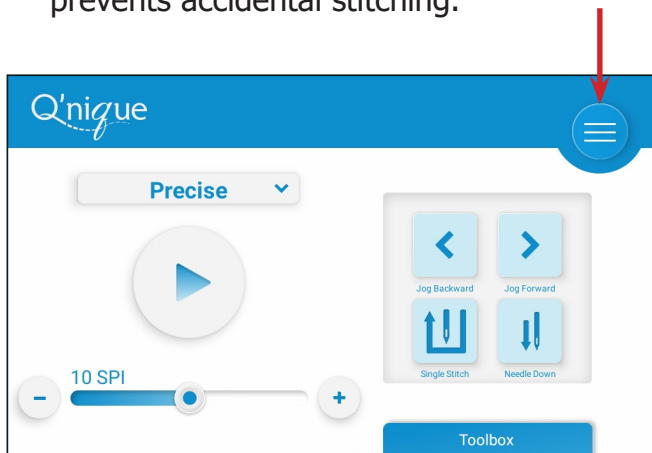 prevents accidental stitching.
Q'nique
Precise
10 SPI
Jog Backward
Jog Forward
Single Stitch
Needle Down
Toolbox